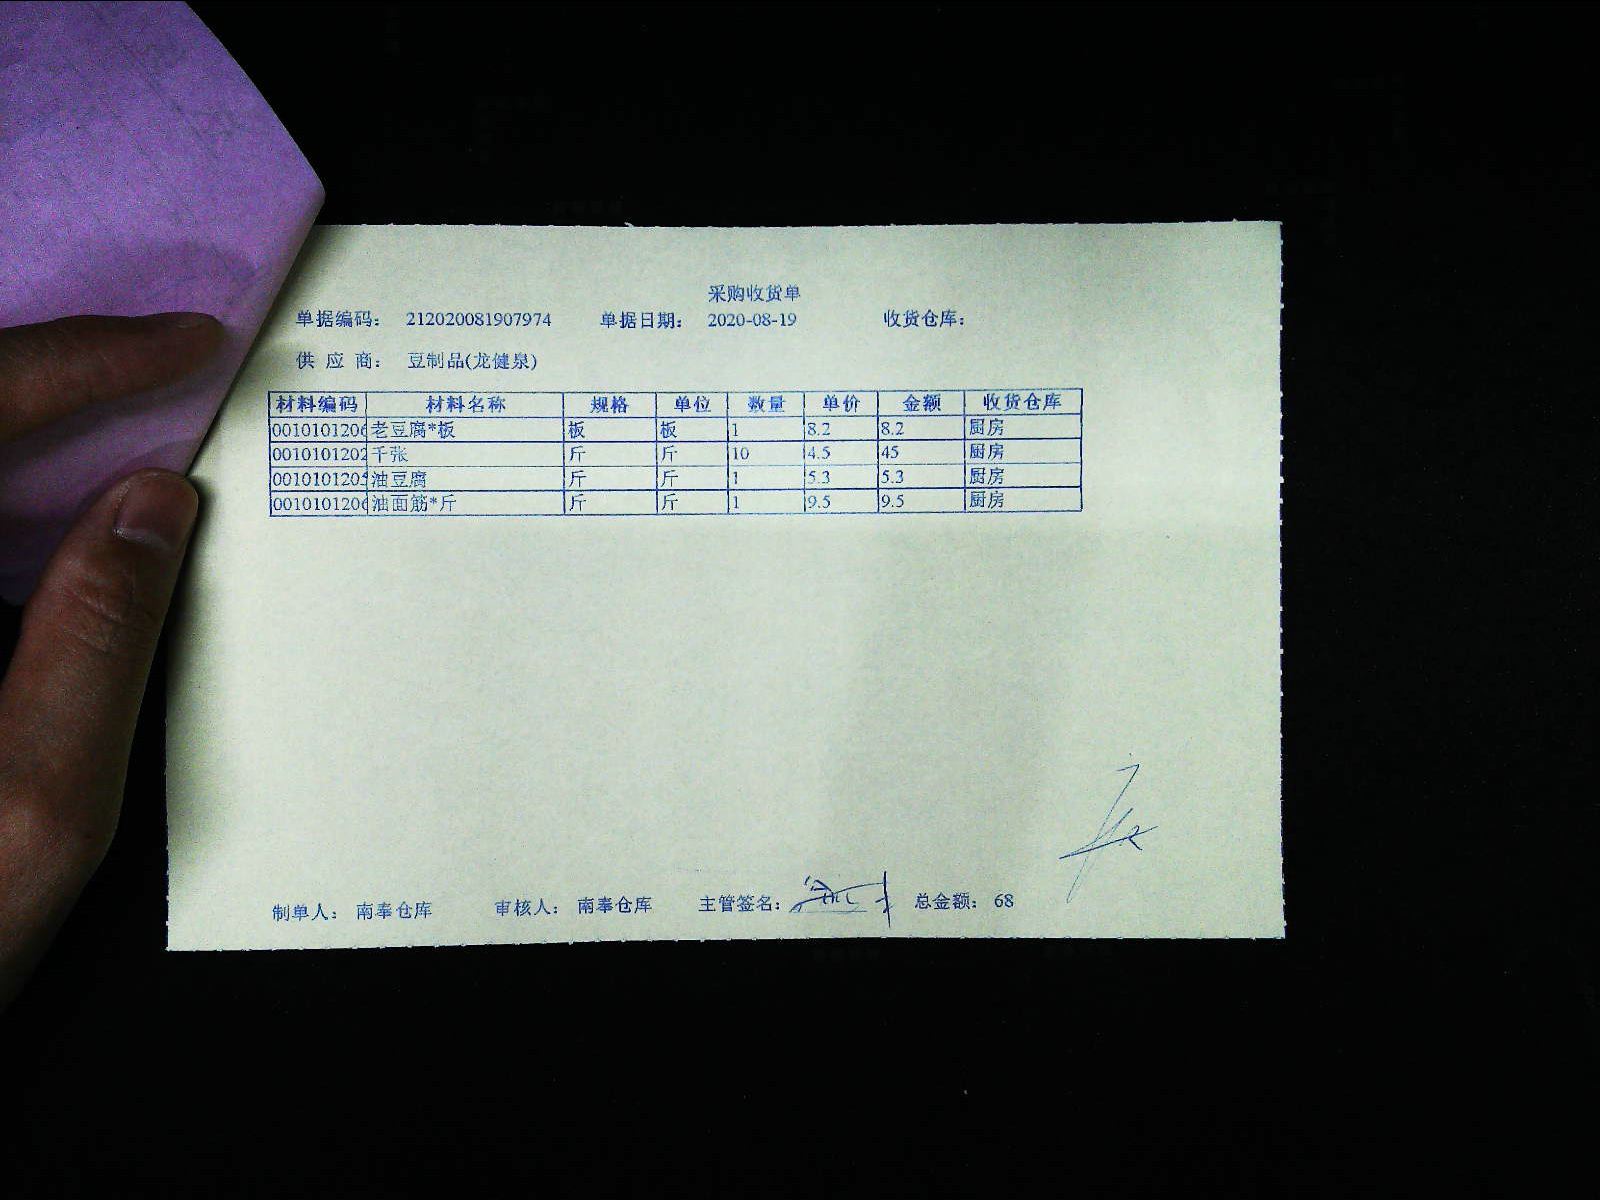 采购收货单
单据编码： 212020081907974 单据日期： 2020-08-19 收货仓库：
供 应 商： 豆制品(龙健泉)
材料编码 材料名称 规格 单位 数量 单价 金额 收货仓库
0010101206 老豆腐*板 板 板 1 8.2 8.2 厨房
0010101202 千张 斤 斤 10 4.5 45 厨房
001010120 油豆腐 斤 斤 1 5.3 5.3 厨房
0010101206 油面筋*斤 斤 斤 1 9.5 9.5 厨房
制单人： 南奉仓库 审核人： 南奉仓库 主管签名： 总金额： 68